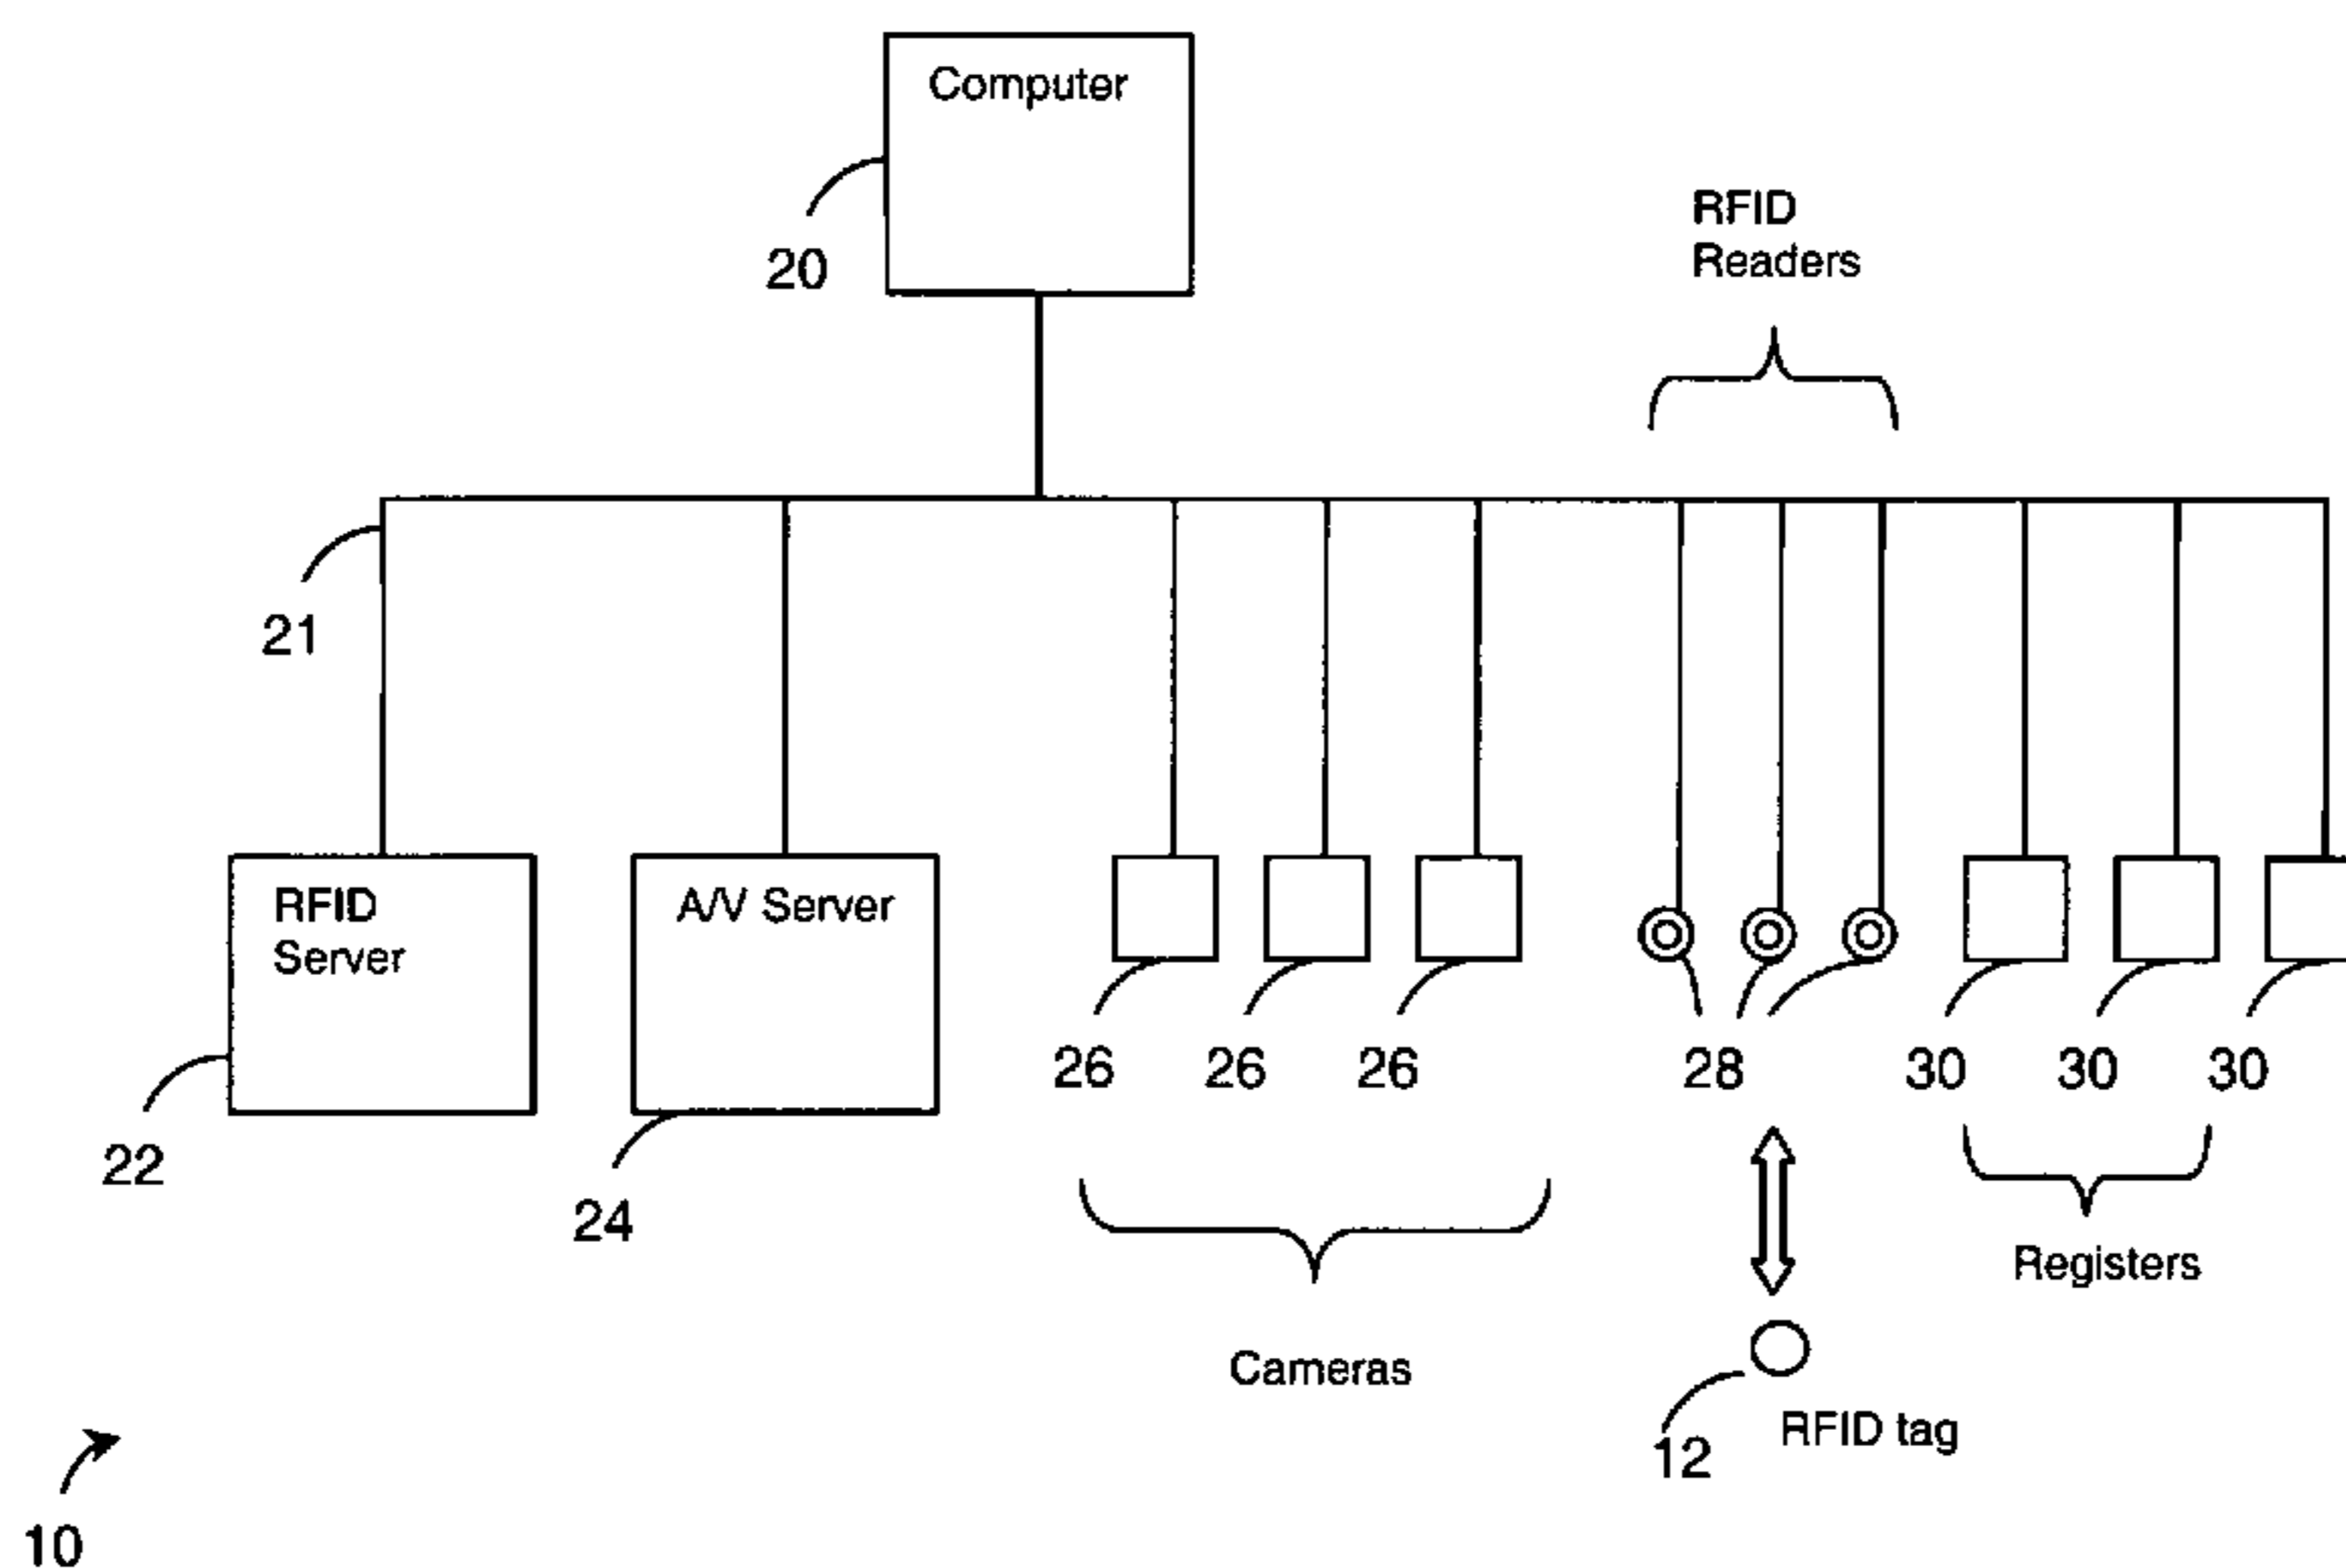 Computer
20
RFID
Readers
21
RFID
Server
A/V Server
22
24
26 26 26 28 30 30 30
Cameras
Registers
12
RFID tag
10